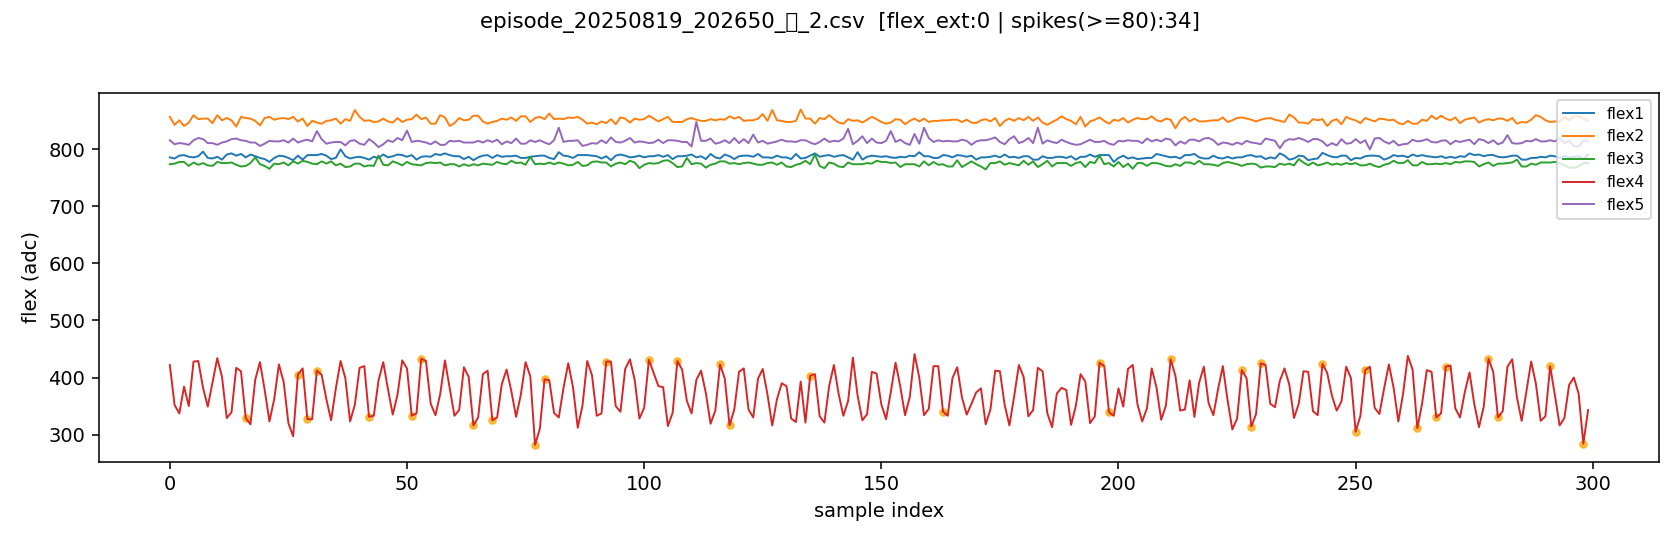 episode_20250819_202650_▯_2.csv  [flex_ext:0 | spikes(>=80):34]
flex1
flex2
flex3
flex4
flex5
flex (adc)
800
700
600
500
400
300
0
50
100
150
200
250
300
sample index